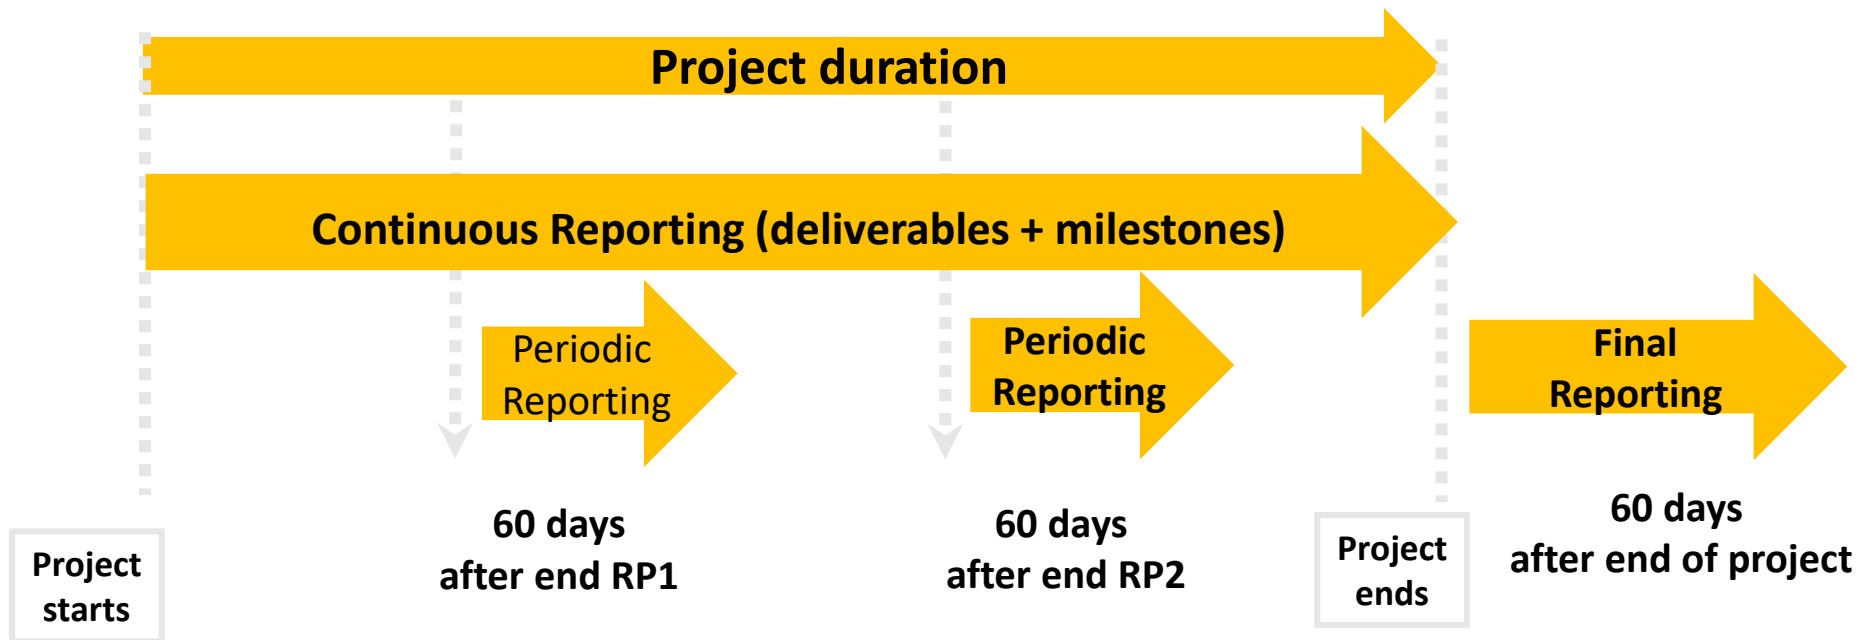 Project duration
Continuous Reporting (deliverables + milestones)
Periodic
Reporting
Periodic
Reporting
Final
Reporting
60 days
after end RP1
60 days
after end RP2
60 days
after end of project
Project
starts
Project
ends